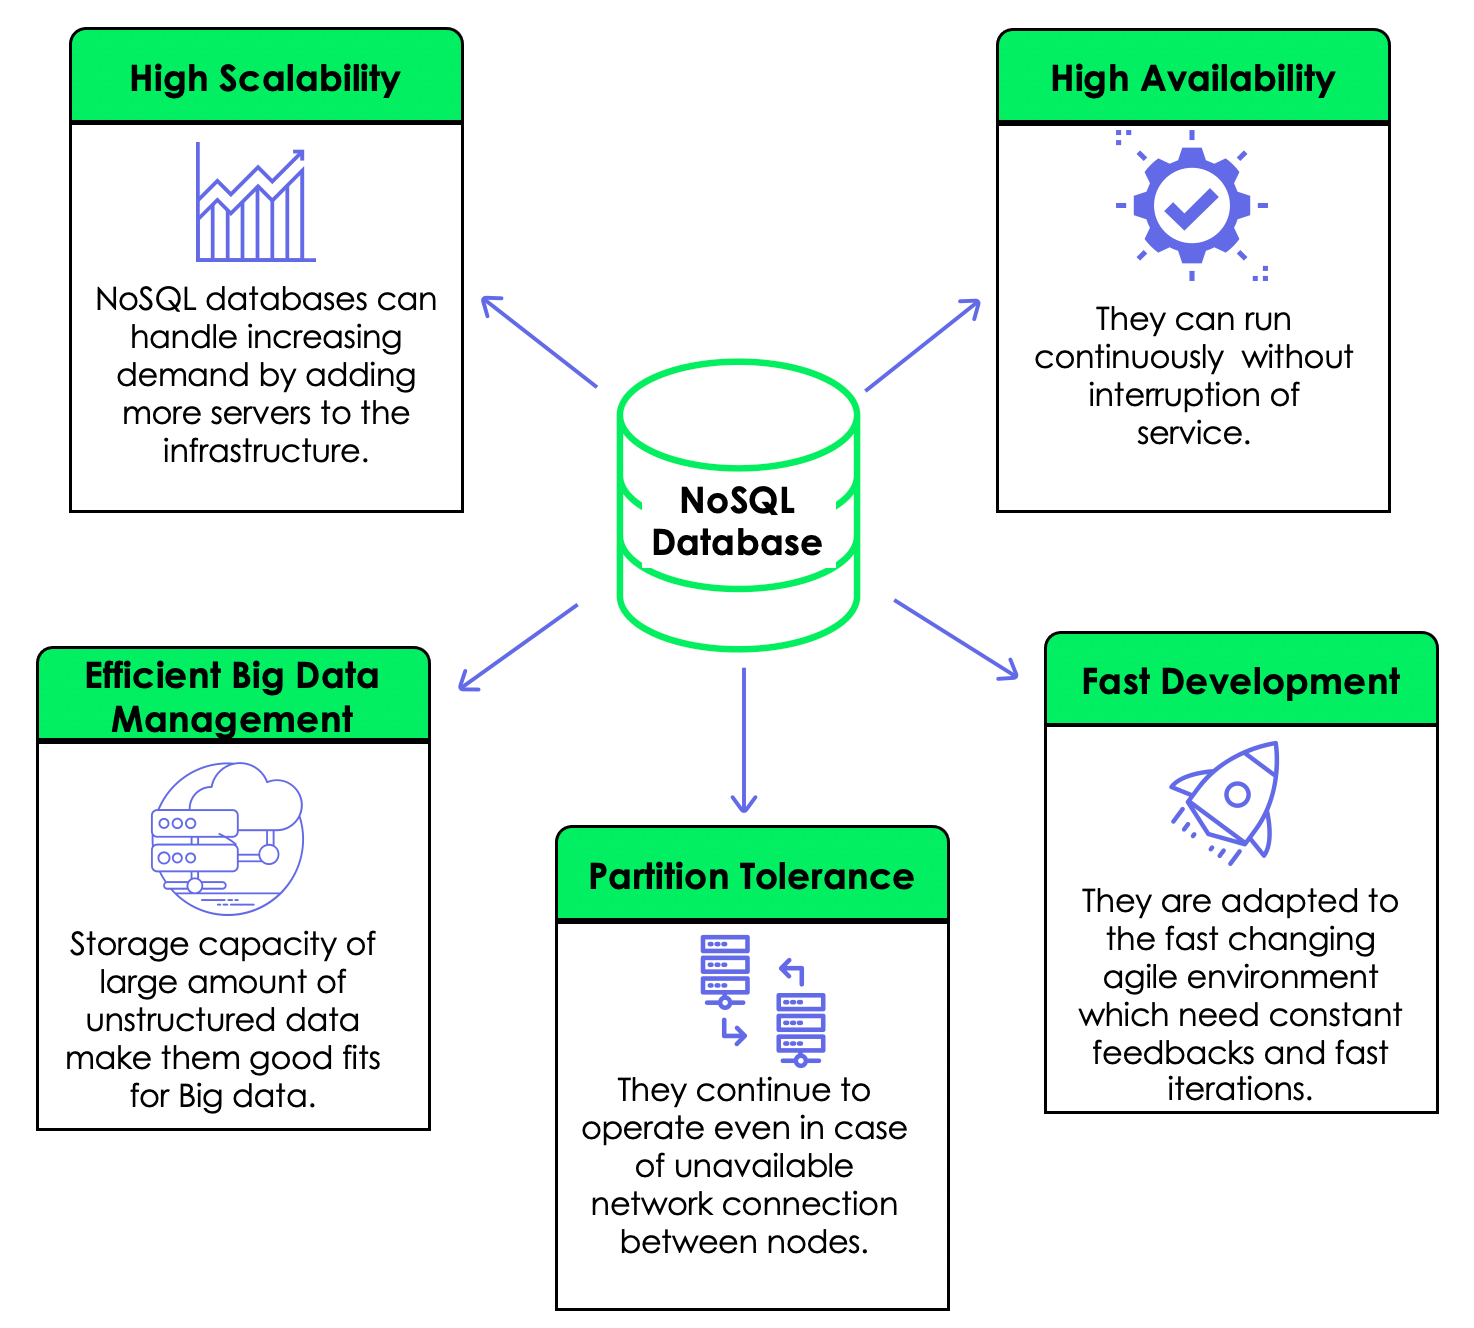 High Scalability
NoSQL databases can
handle increasing
demand by adding
more servers to the
infrastructure.
High Availability
They can run
continuously  without
interruption of
service.
NoSQL
Database
Efficient Big Data
Management
Storage capacity of
large amount of
unstructured data
make them good fits
for Big data.
Partition Tolerance
They continue to
operate even in case
of unavailable
network connection
between nodes.
Fast Development
They are adapted to
the fast changing
agile environment
which need constant
feedbacks and fast
iterations.